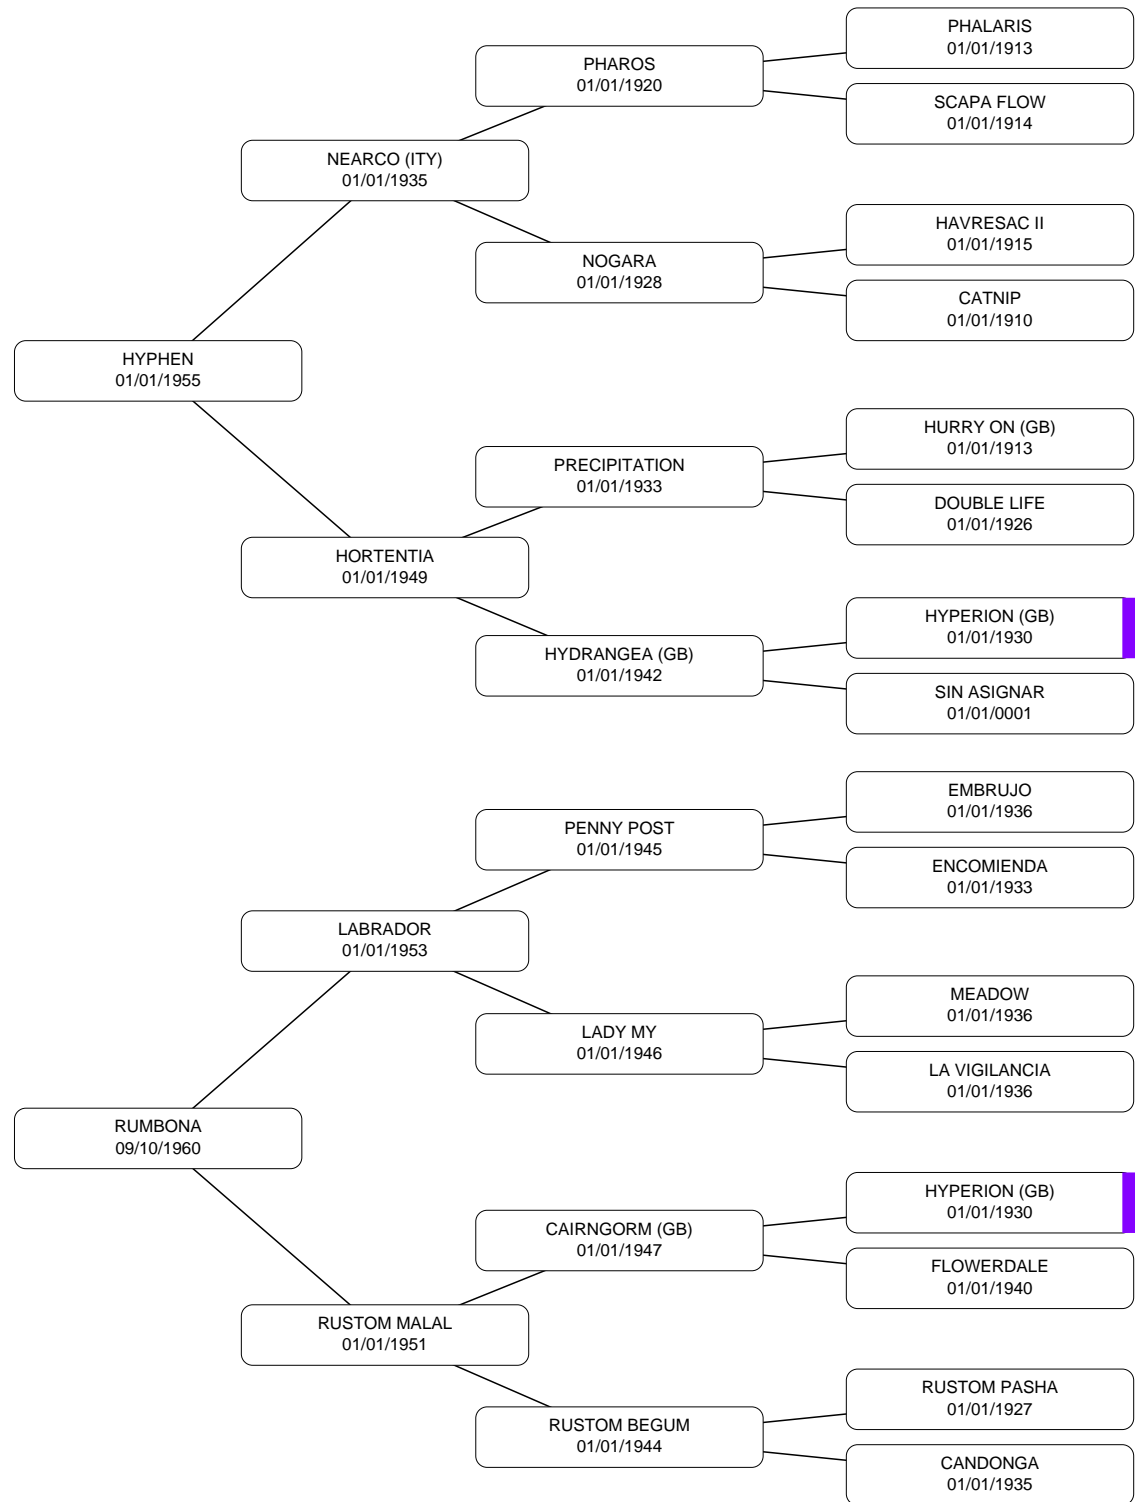 PHALARIS
01/01/1913
PHAROS
01/01/1920
SCAPA FLOW
01/01/1914
NEARCO (ITY)
01/01/1935
HAVRESAC II
01/01/1915
NOGARA
01/01/1928
CATNIP
01/01/1910
HYPHEN
01/01/1955
HURRY ON (GB)
01/01/1913
PRECIPITATION
01/01/1933
DOUBLE LIFE
01/01/1926
HORTENTIA
01/01/1949
HYPERION (GB)
01/01/1930
HYDRANGEA (GB)
01/01/1942
SIN ASIGNAR
01/01/0001
EMBRUJO
01/01/1936
PENNY POST
01/01/1945
ENCOMIENDA
01/01/1933
LABRADOR
01/01/1953
MEADOW
01/01/1936
LADY MY
01/01/1946
LA VIGILANCIA
01/01/1936
RUMBONA
09/10/1960
HYPERION (GB)
01/01/1930
CAIRNGORM (GB)
01/01/1947
FLOWERDALE
01/01/1940
RUSTOM MALAL
01/01/1951
RUSTOM PASHA
01/01/1927
RUSTOM BEGUM
01/01/1944
CANDONGA
01/01/1935